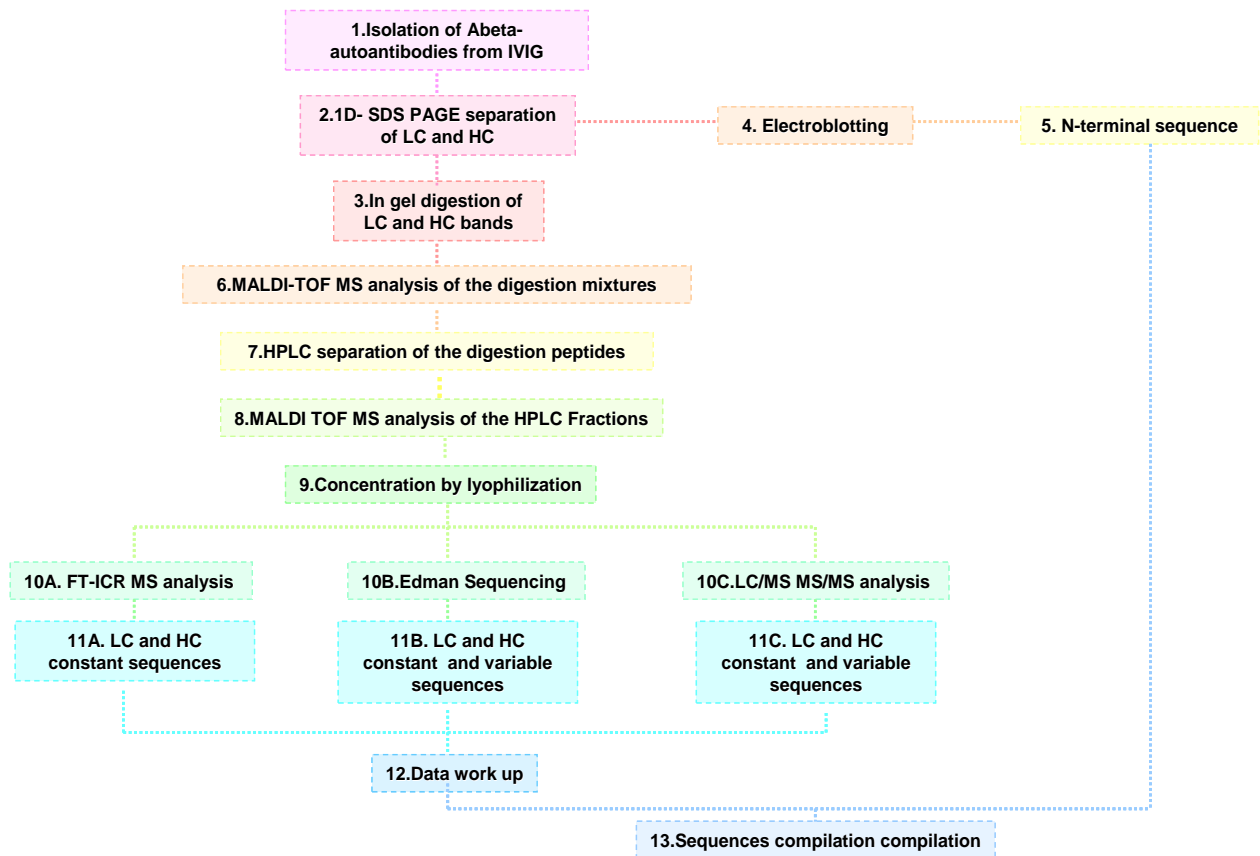 1.Isolation of Abeta-
autoantibodies from IVIG
2.1D- SDS PAGE separation
of LC and HC
4. Electroblotting
5. N-terminal sequence
3.In gel digestion of
LC and HC bands
6.MALDI-TOF MS analysis of the digestion mixtures
7.HPLC separation of the digestion peptides
8.MALDI TOF MS analysis of the HPLC Fractions
9.Concentration by lyophilization
10A. FT-ICR MS analysis
10B.Edman Sequencing
10C.LC/MS MS/MS analysis
11A. LC and HC
constant sequences
11B. LC and HC
constant and variable
sequences
11C. LC and HC
constant and variable
sequences
12.Data work up
13.Sequences compilation compilation